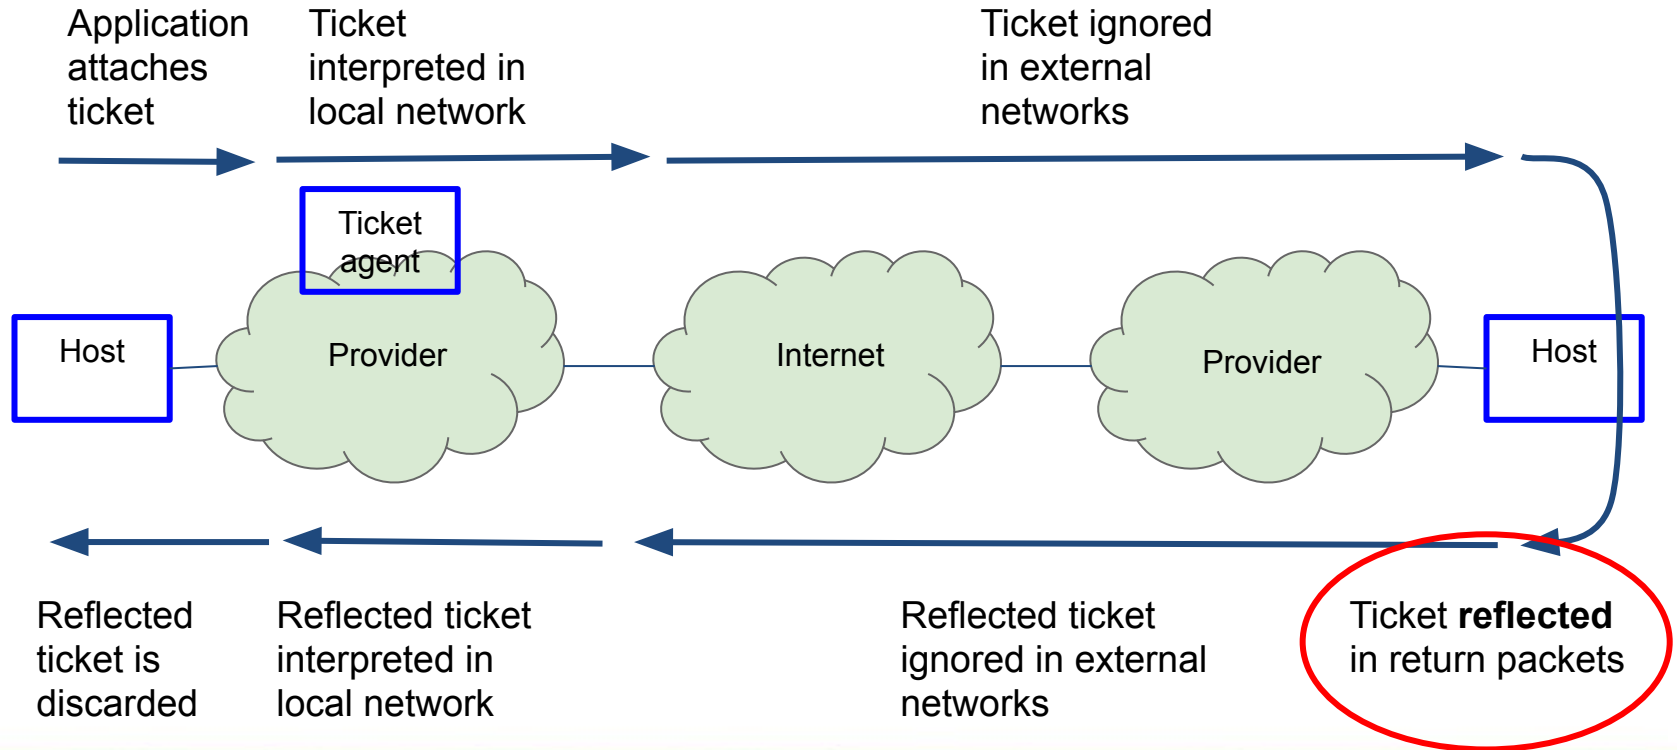 Application
attaches
ticket
Ticket
interpreted in
local network
Ticket ignored
in external
networks
Ticket
agent
Host
Provider
Internet
Provider
Host
Reflected
ticket is
discarded
Reflected ticket
interpreted in
local network
Reflected ticket
ignored in external
networks
Ticket reflected
in return packets